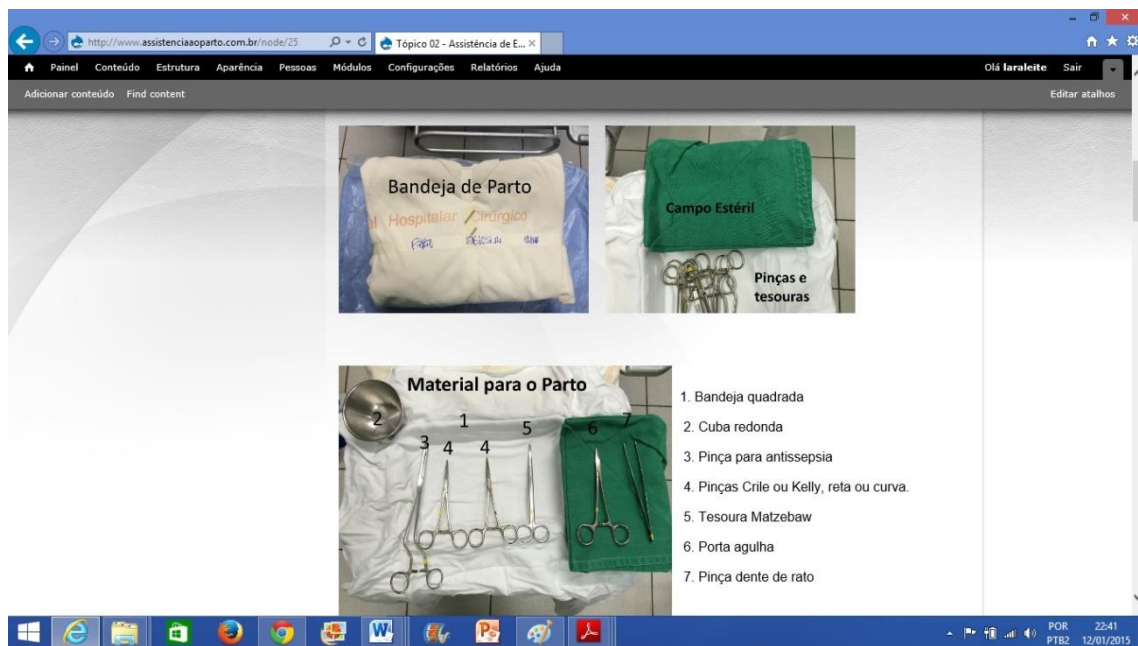 http://www.assistenciaaoparto.com.br/node/25
Tópico 02 - Assistência de E...
Painel Conteúdo Estrutura Aparência Pessoas Módulos Configurações Relatórios Ajuda
Olá laraleite Sair
Adicionar conteúdo Find content
Editar atalhos
Bandeja de Parto
al Hospitalar Cirúrgico
Campo Estéril
Pinças e
tesouras
Material para o Parto
1
2
3
4
4
5
6
7
1. Bandeja quadrada
2. Cuba redonda
3. Pinça para antissepsia
4. Pinças Crile ou Kelly, reta ou curva.
5. Tesoura Matzebaw
6. Porta agulha
7. Pinça dente de rato
POR 22:41
PTB2 12/01/2015